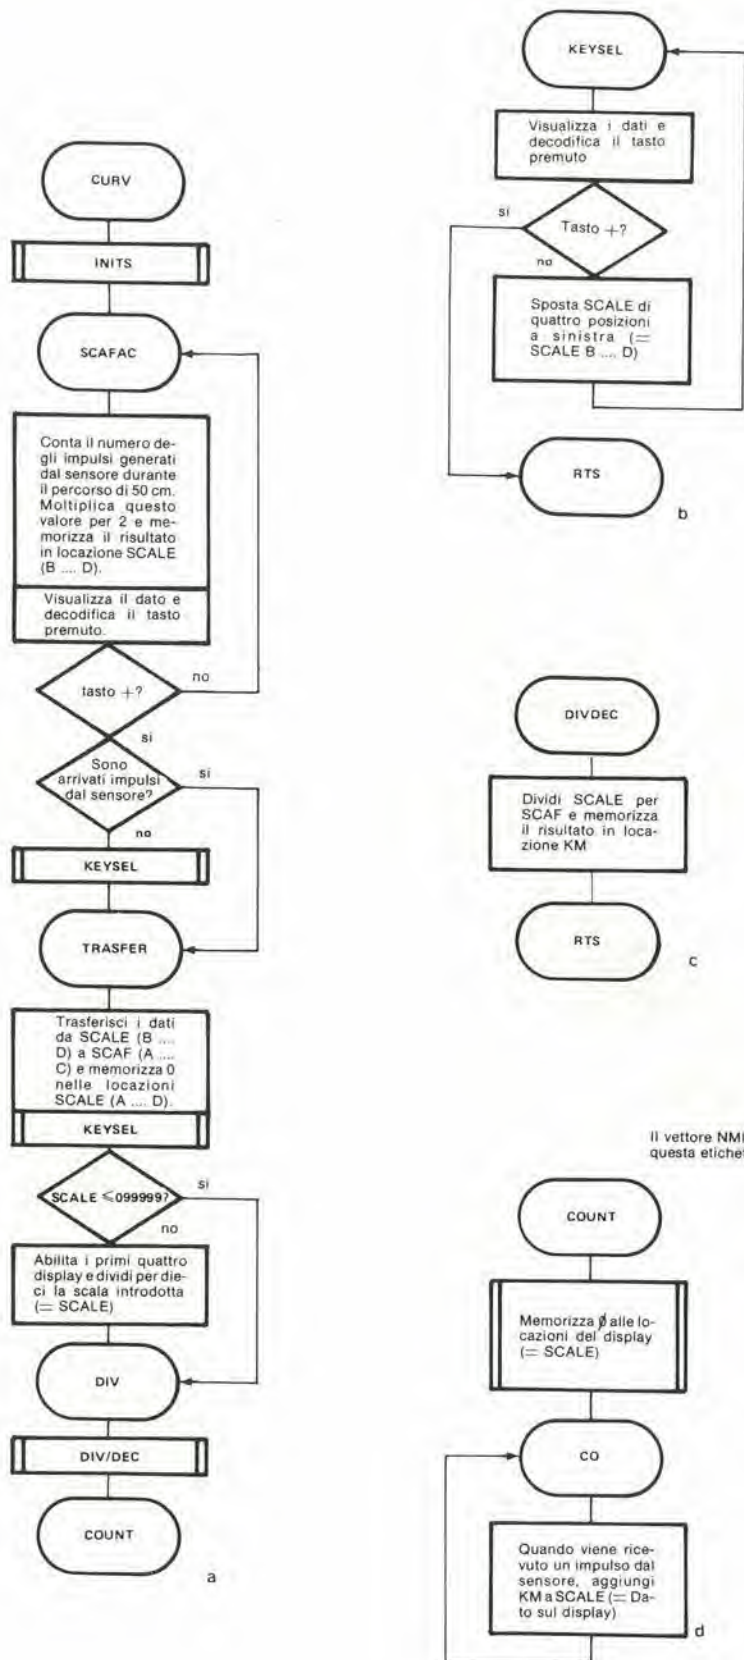 CURV
INITS
SCAFAC
Conta il numero de-
gli impulsi generati
dal sensore durante
il percorso di 50 cm.
Moltiplica questo
valore per 2 e me-
morizza il risultato
in locazione SCALE
(B .... D).
Visualizza il dato e
decodifica il tasto
premuto.
tasto +?
no
si
Sono
arrivati impulsi
dal sensore?
si
no
KEYSEL
TRASFER
Trasferisci i dati
da SCALE (B ....
D) a SCAF (A ....
C) e memorizza 0
nelle locazioni
SCALE (A .... D).
KEYSEL
SCALE ⩽099999?
si
no
Abilita i primi quattro
display e dividi per die-
ci la scala introdotta
(= SCALE)
DIV
DIV/DEC
COUNT
a
KEYSEL
Visualizza i dati e
decodifica il tasto
premuto
si
Tasto +?
no
Sposta SCALE di
quattro posizioni
a sinistra (=
SCALE B .... D)
RTS
b
DIVDEC
Dividi SCALE per
SCAF e memorizza
il risultato in loca-
zione KM
RTS
c
Il vettore NMI
questa
COUNT
Memorizza ø alle lo-
cazioni del display
(= SCALE)
CO
Quando viene rice-
vuto un impulso dal
sensore, aggiungi
KM a SCALE (= Da-
to sul display)
d